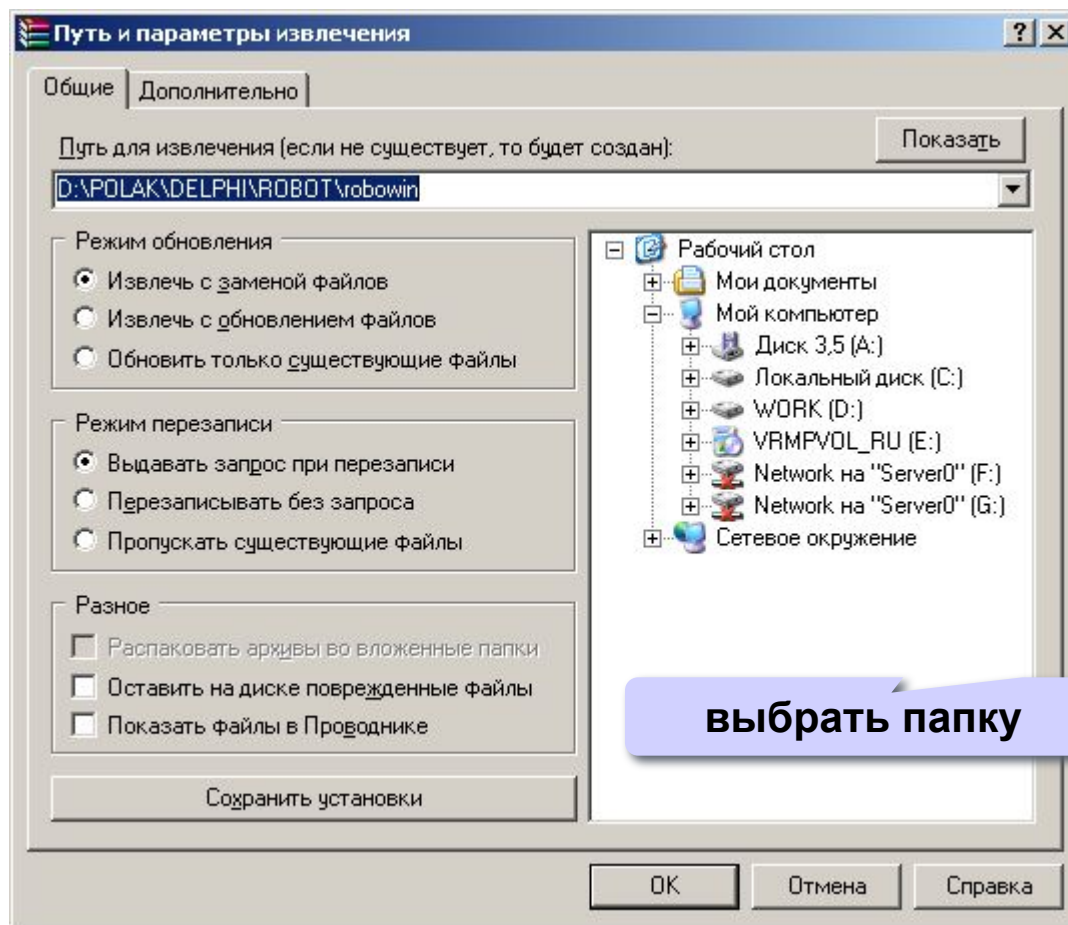 Путь и параметры извлечения
Общие
Дополнительно
Путь для извлечения (если не существует, то будет создан):
Показать
D:\POLAK\DELPHI\ROBOT\robowin
Режим обновления
Извлечь с заменой файлов
Извлечь с обновлением файлов
Обновить только существующие файлы
Режим перезаписи
Выдавать запрос при перезаписи
Перезаписывать без запроса
Пропускать существующие файлы
Разное
Распаковать архивы во вложенные папки
Оставить на диске поврежденные файлы
Показать файлы в Проводнике
Сохранить установки
Рабочий стол
Мои документы
Мой компьютер
Диск 3,5 (A:)
Локальный диск (C:)
WORK (D:)
VRMPVOL_RU (E:)
Network на "Server0" (F:)
Network на "Server0" (G:)
Сетевое окружение
выбрать папку
OK
Отмена
Справка